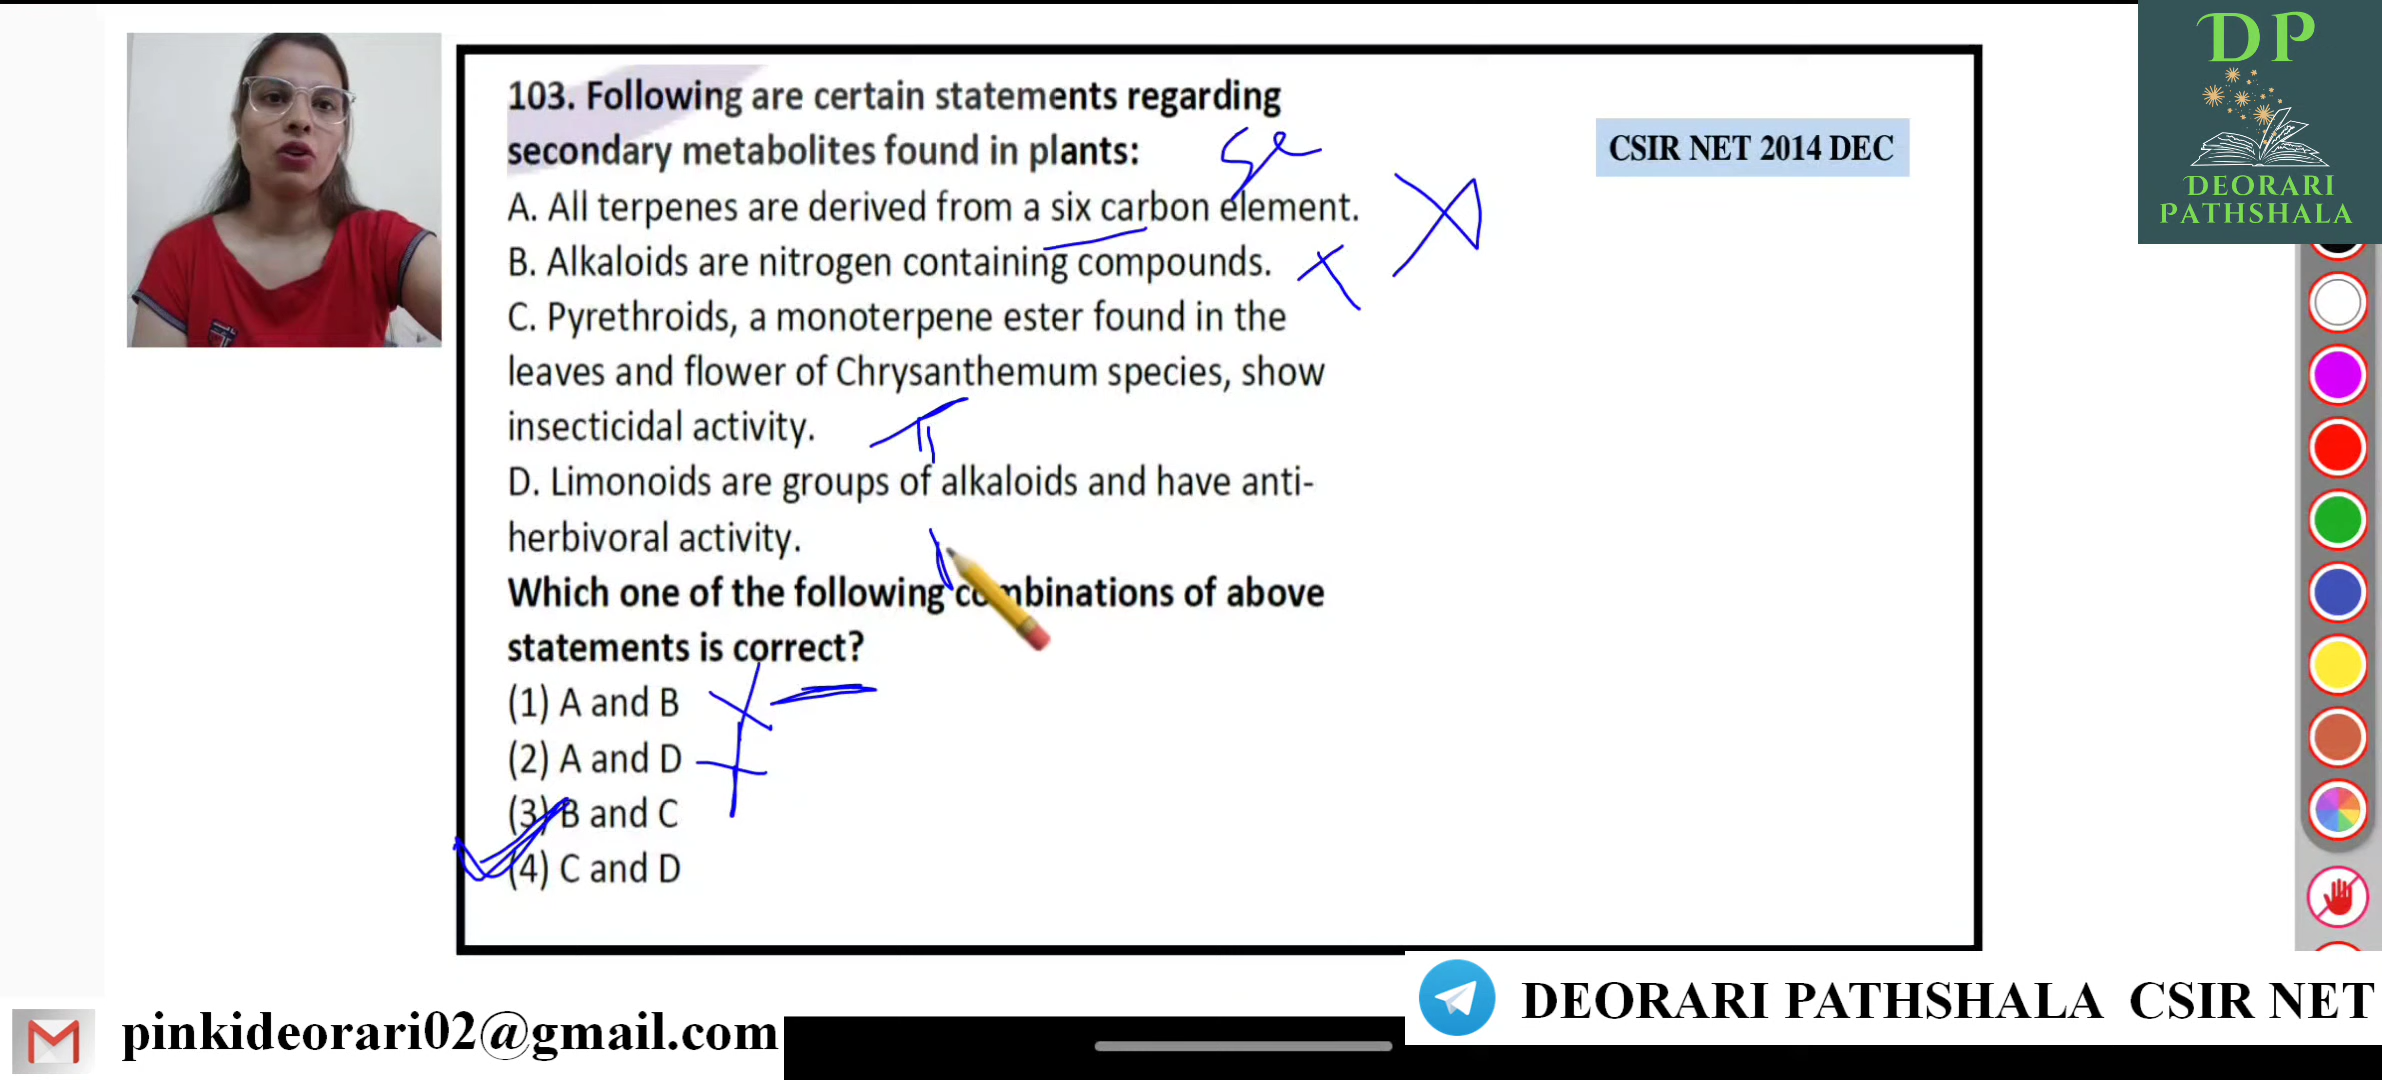 103. Following are certain statements regarding
secondary metabolites found in plants:
A. All terpenes are derived from a six carbon element.
B. Alkaloids are nitrogen containing compounds.
C. Pyrethroids, a monoterpene ester found in the
leaves and flower of Chrysanthemum species, show
insecticidal activity.
D. Limonoids are groups of alkaloids and have anti-
herbivoral activity.
Which one of the following combinations of above
statements is correct?
(1) A and B
(2) A and D
(3) B and C
(4) C and D
CSIR NET 2014 DEC
5c
T
T
DP
DEORARI
PATHSHALA
pinkideorari02@gmail.com
DEORARI PATHSHALA CSIR NET